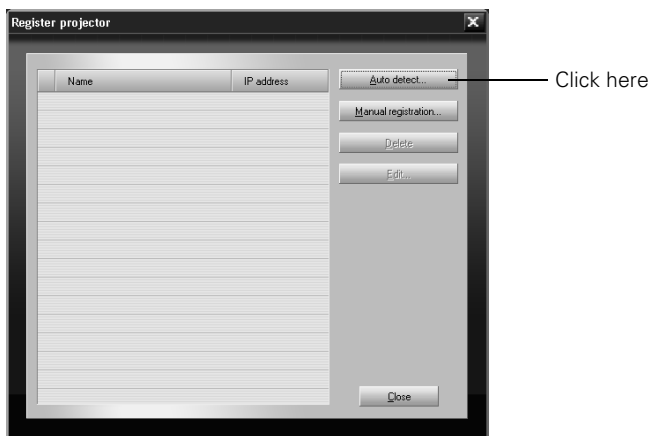 Register projector
Name IP address
Auto detect...
Click here
Manual registration...
Delete
Edit...
Close